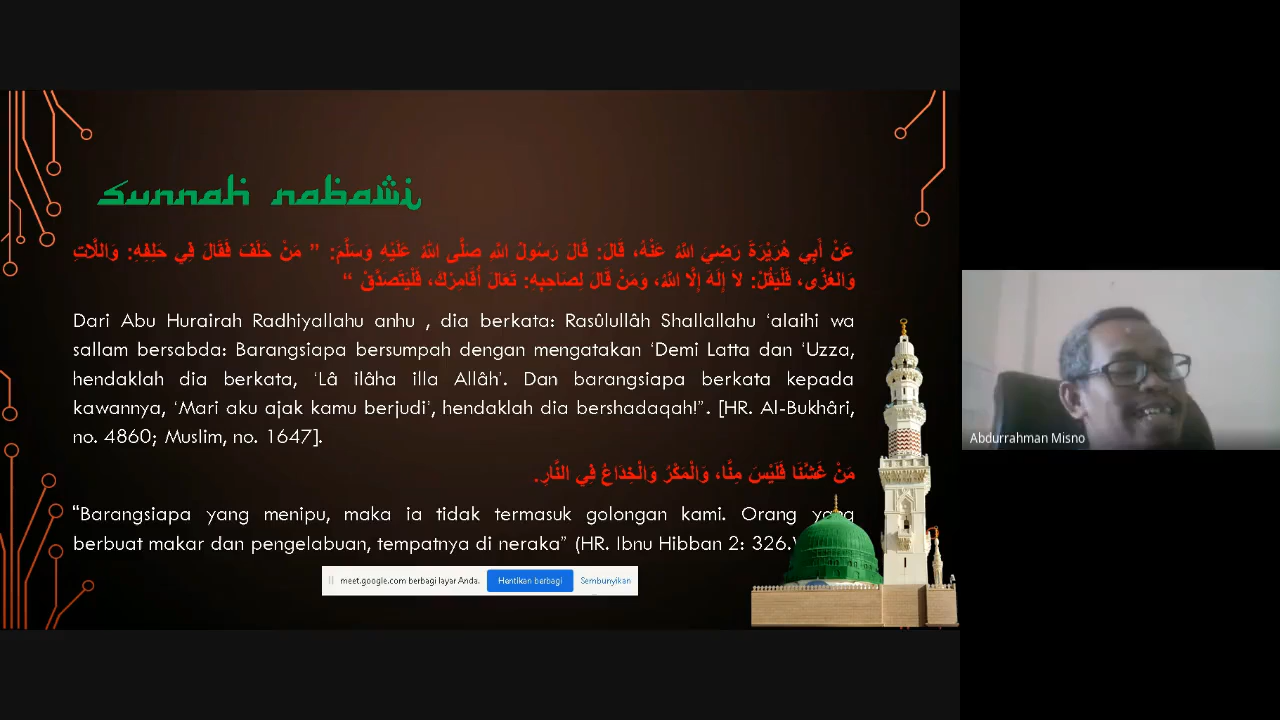 Sunnah Nabawi
عَنْ أَبِي هُرَيْرَةَ رَضِيَ اللَّهُ عَنْهُ، قَالَ: قَالَ رَسُولُ اللهِ صَلَّى اللهُ عَلَيْهِ وَسَلَّمَ: ” مَنْ حَلَفَ فَقَالَ فِي حَلِفِهِ: وَاللَّاتِ
وَالعُزَّى، فَلْيَقُلْ: لاَ إِلَهَ إِلَّا اللَّهُ، وَمَنْ قَالَ لِصَاحِبِهِ: تَعَالَ أُقَامِرْكَ، فَلْيَتَصَدَّقْ “
Dari Abu Hurairah Radhiyallahu anhu , dia berkata: Rasûlullâh Shallallahu ‘alaihi wa
sallam bersabda: Barangsiapa bersumpah dengan mengatakan ‘Demi Latta dan ‘Uzza,
hendaklah dia berkata, ‘Lâ ilâha illa Allâh’. Dan barangsiapa berkata kepada
kawannya, ‘Mari aku ajak kamu berjudi’, hendaklah dia bershadaqah!”. [HR. Al-Bukhâri,
no. 4860; Muslim, no. 1647].
مَنْ غَشَّنَا فَلَيْسَ مِنَّا، وَالْمَكْرُ وَالْخِدَاعُ فِي النَّارِ.
“Barangsiapa yang menipu, maka ia tidak termasuk golongan kami. Orang yang
berbuat makar dan pengelabuan, tempatnya di neraka” (HR. Ibnu Hibban 2: 326.
meet.google.com berbagi layar Anda. Hentikan berbagi Sembunyikan
Abdurrahman Misno